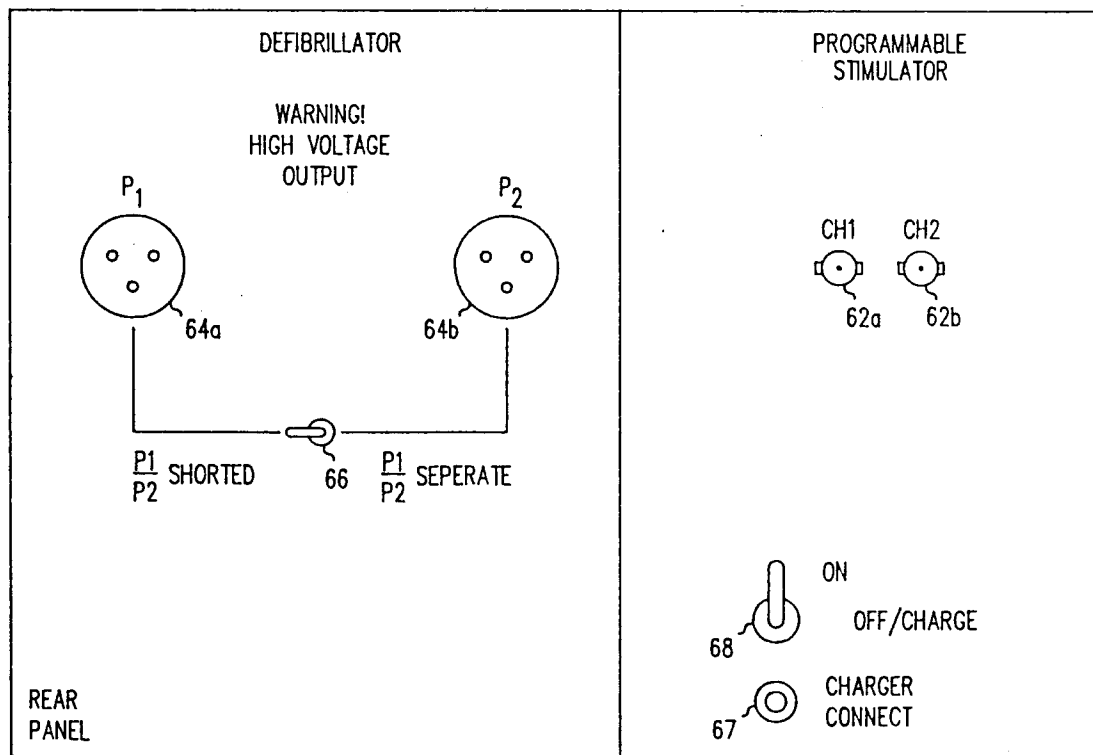 DEFIBRILLATOR
WARNING!
HIGH VOLTAGE
OUTPUT
P1
P2
64a
64b
P1
P2 SHORTED
66
P1
P2 SEPERATE
REAR
PANEL
PROGRAMMABLE
STIMULATOR
CH1
CH2
62a
62b
ON
OFF/CHARGE
68
CHARGER
CONNECT
67